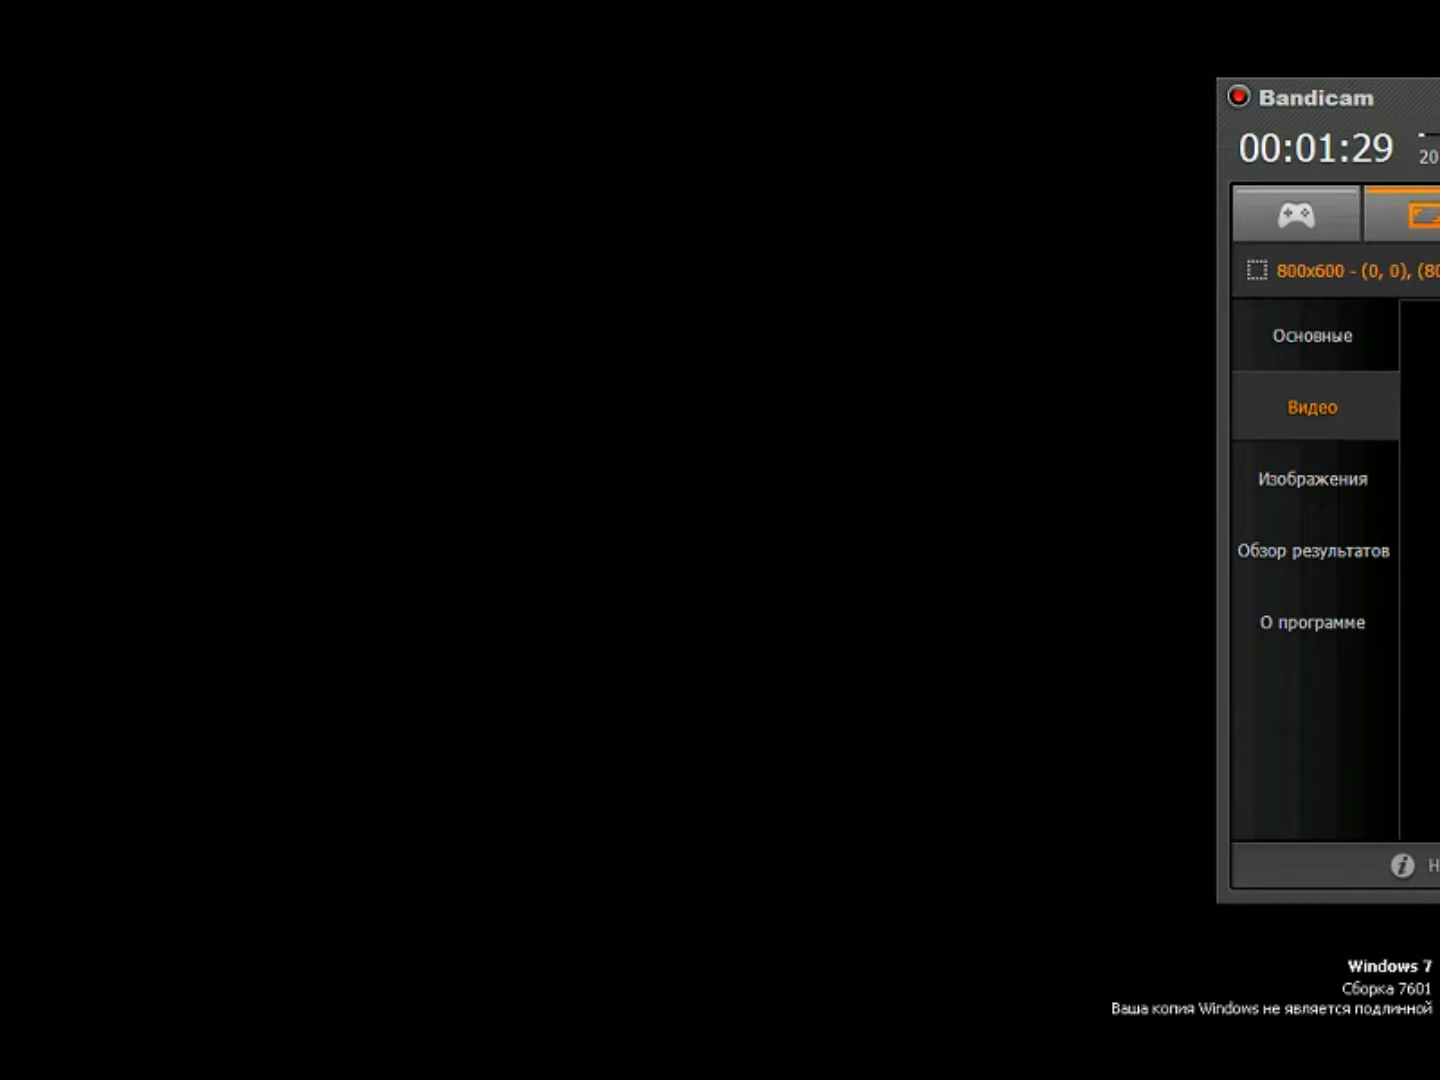 Bandicam
00:01:29
20
800x600 - (0, 0), (80
Основные
Видео
Изображения
Обзор результатов
О программе
Н
Windows 7
Сборка 7601
Ваша копия Windows не является подлинной